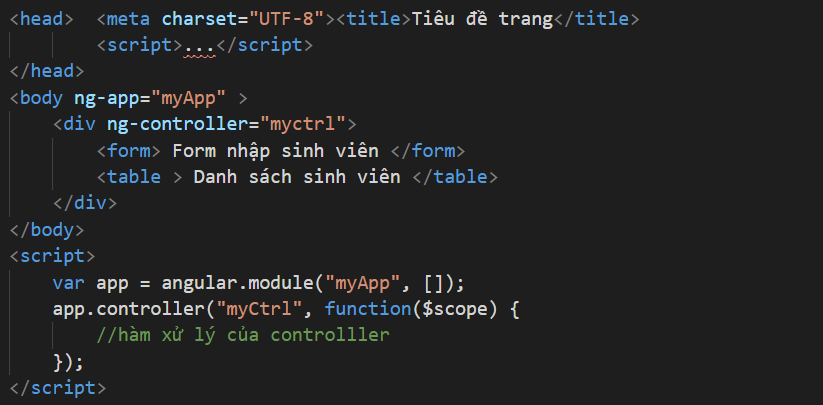 <head>  <meta charset="UTF-8"><title>Tiêu đề trang</title>
        <script>...</script>
</head>
<body ng-app="myApp" >
    <div ng-controller="myctrl">
        <form> Form nhập sinh viên </form>
        <table > Danh sách sinh viên </table>
    </div>
</body>
<script>
    var app = angular.module("myApp", []);
    app.controller("myCtrl", function($scope) {
        //hàm xử lý của controlller
    });
</script>